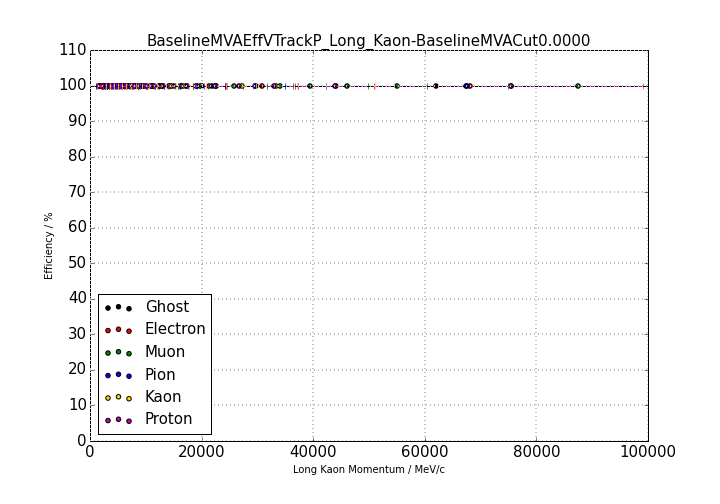 BaselineMVAEffVTrackP_Long_Kaon-BaselineMVACut0.0000
110
100
90
80
70
60
50
40
30
20
10
0
Efficiency / %
Ghost
Electron
Muon
Pion
Kaon
Proton
0 20000 40000 60000 80000 100000
Long Kaon Momentum / MeV/c